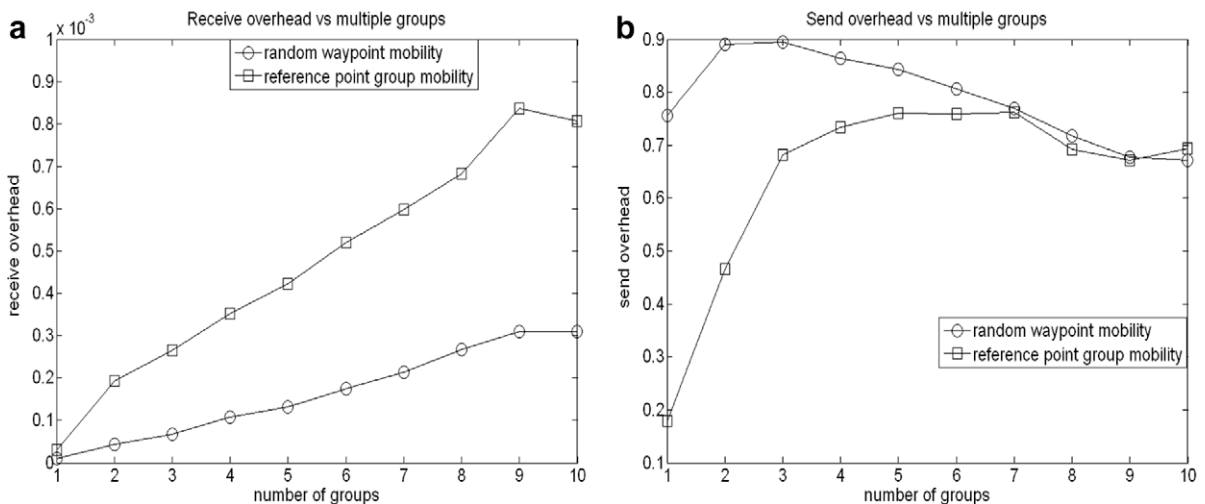 a
Receive overhead vs multiple groups
x 10-3
1
0.9
0.8
0.7
0.6
0.5
0.4
0.3
0.2
0.1
0
receive overhead
random waypoint mobility
reference point group mobility
1 2 3 4 5 6 7 8 9 10
number of groups
b
Send overhead vs multiple groups
0.9
0.8
0.7
0.6
0.5
0.4
0.3
0.2
0.1
send overhead
random waypoint mobility
reference point group mobility
1 2 3 4 5 6 7 8 9 10
number of groups